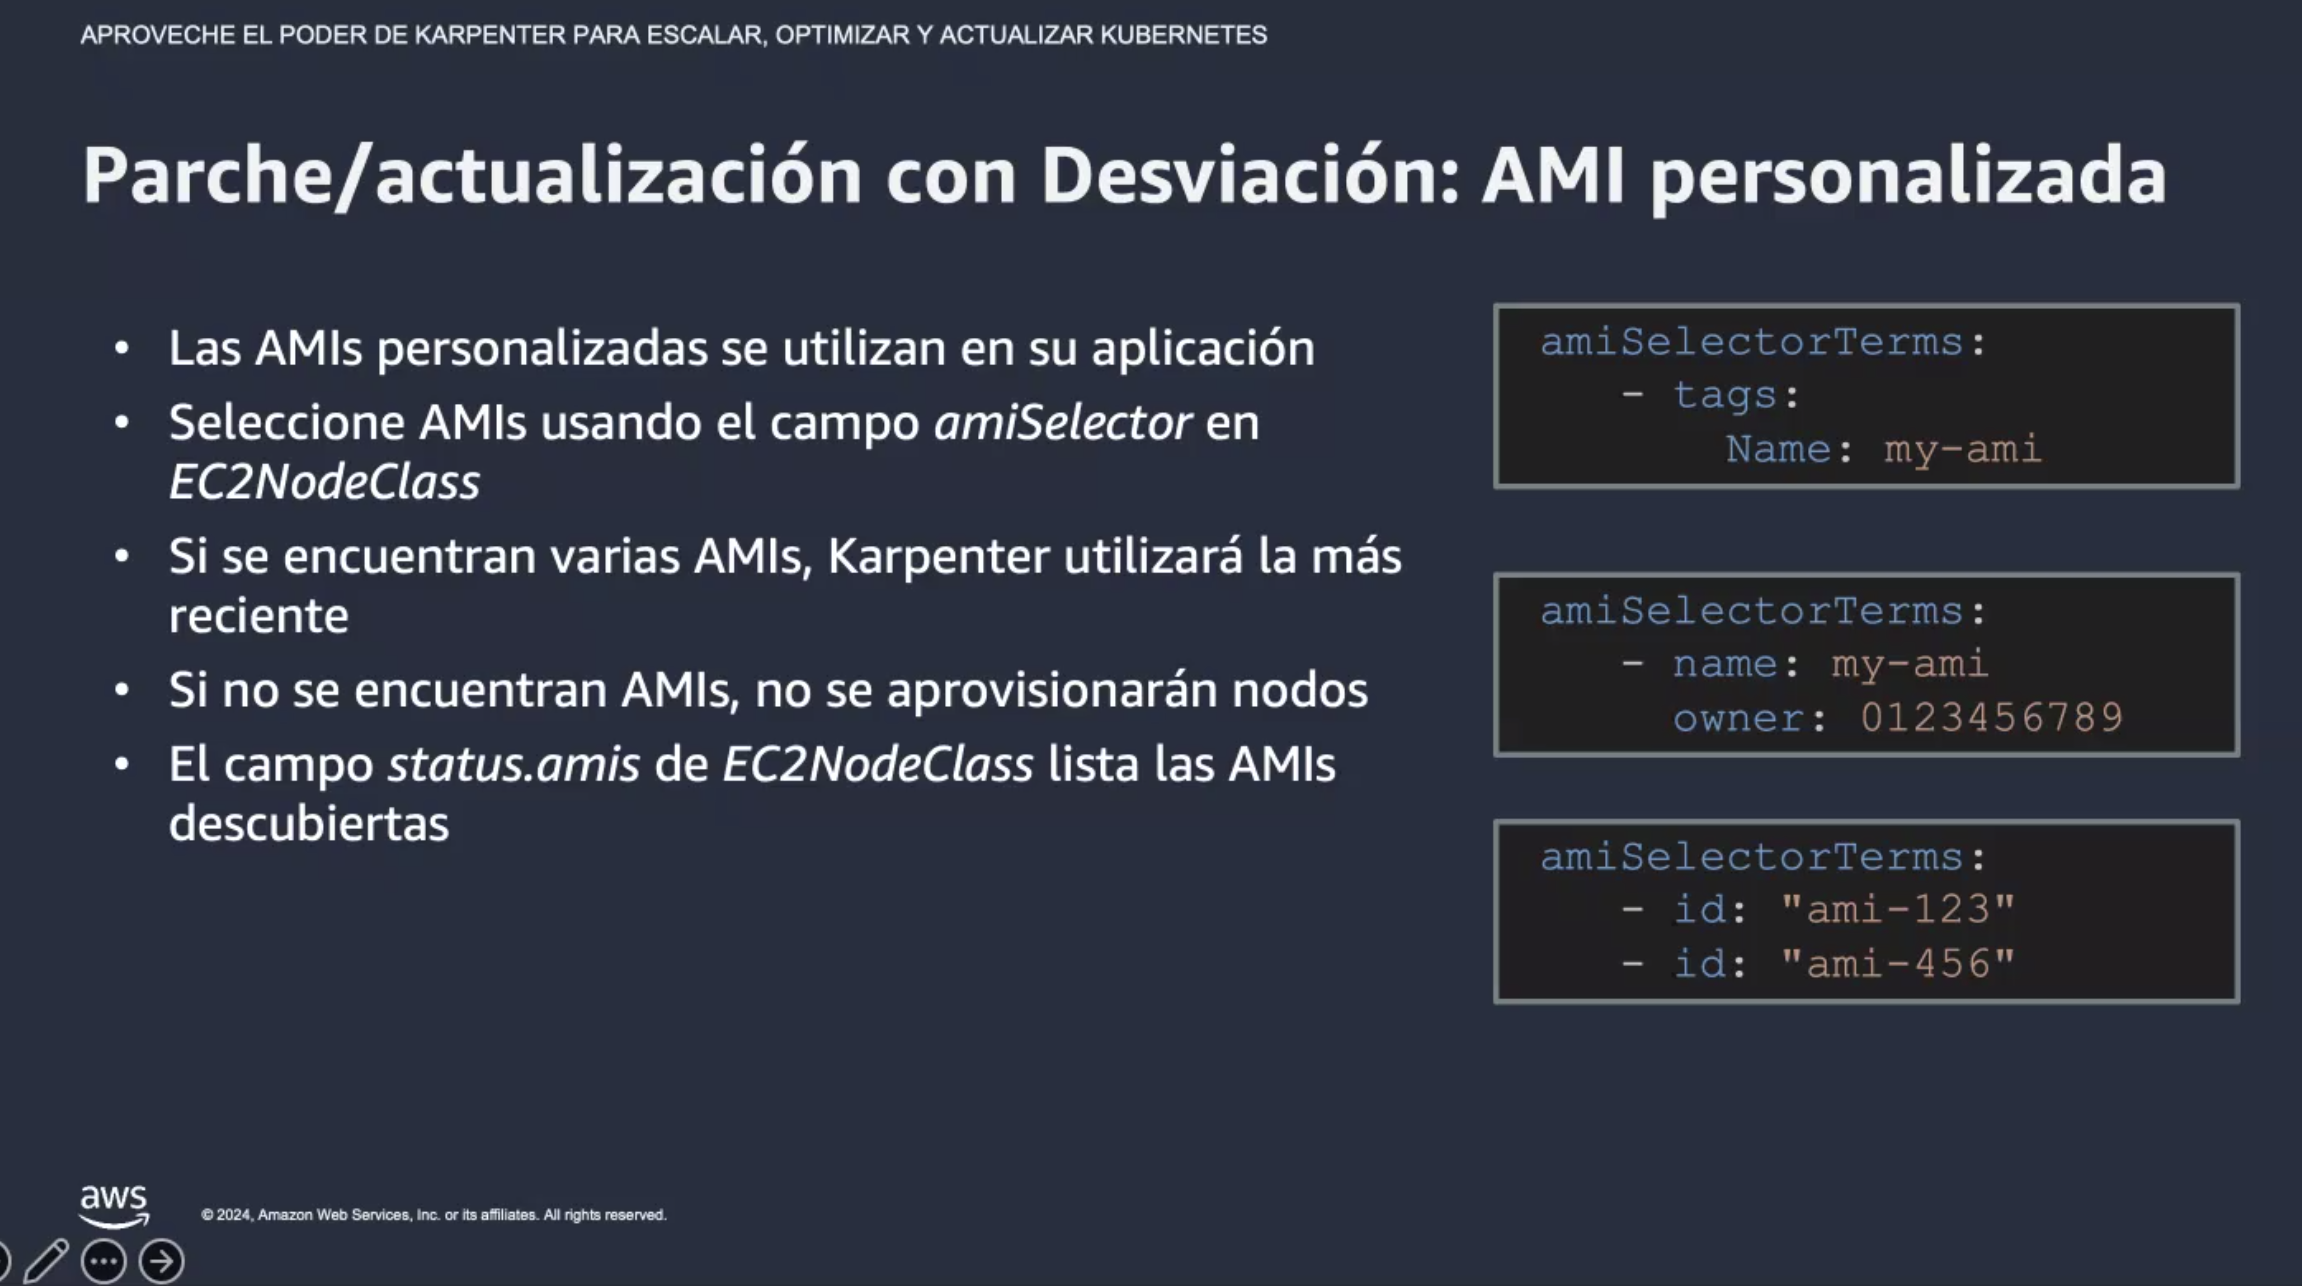 APROVECHE EL PODER DE KARPENTER PARA ESCALAR, OPTIMIZAR Y ACTUALIZAR KUBERNETES
Parche/actualización con Desviación: AMI personalizada
• Las AMIs personalizadas se utilizan en su aplicación
• Seleccione AMIs usando el campo amiSelector en
EC2NodeClass
• Si se encuentran varias AMIs, Karpenter utilizará la más
reciente
• Si no se encuentran AMIs, no se aprovisionarán nodos
• El campo status.amis de EC2NodeClass lista las AMIs
descubiertas
amiSelectorTerms:
- tags:
Name: my-ami
amiSelectorTerms:
- name: my-ami
owner: 0123456789
amiSelectorTerms:
- id: "ami-123"
- id: "ami-456"
aws
© 2024, Amazon Web Services, Inc. or its affiliates. All rights reserved.